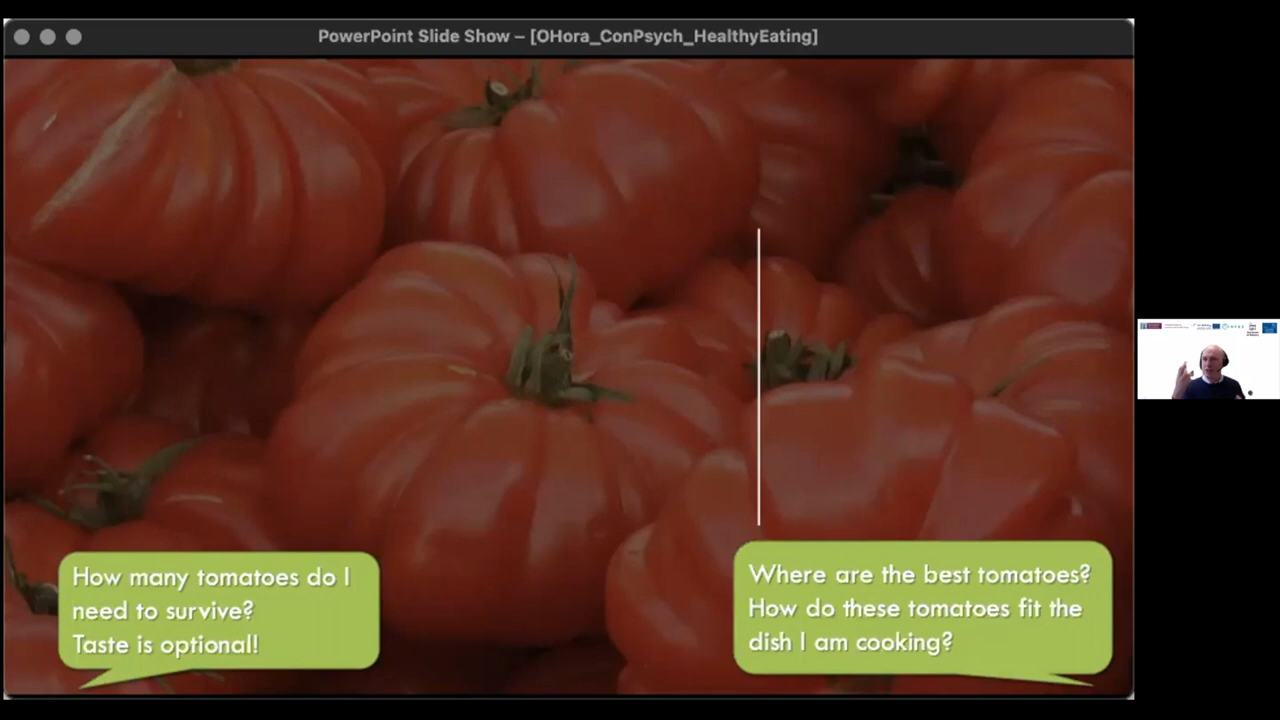 PowerPoint Slide Show – [OHora_ConPsych_HealthyEating]
How many tomatoes do I
need to survive?
Taste is optional!
Where are the best tomatoes?
How do these tomatoes fit the
dish I am cooking?